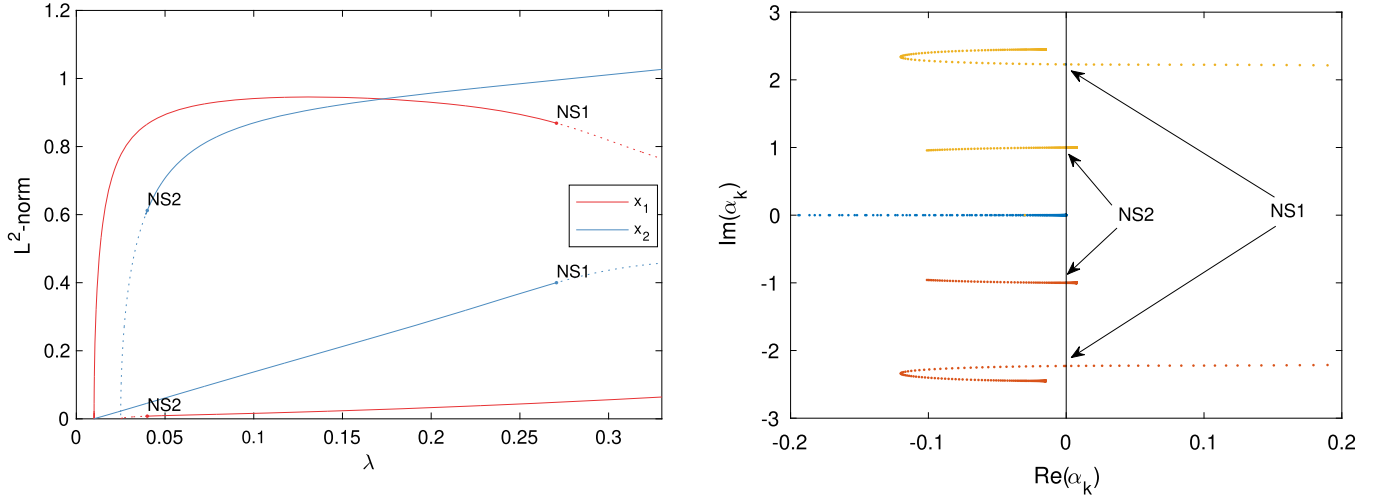 1.2
1
0.8
0.6
0.4
0.2
0
L²-norm
NS1
NS2
NS1
NS2
x₁
x₂
0 0.05 0.1 0.15 0.2 0.25 0.3
λ
3
2
1
0
-1
-2
-3
Im(αₖ)
NS2
NS1
-0.2 -0.1 0 0.1 0.2
Re(αₖ)